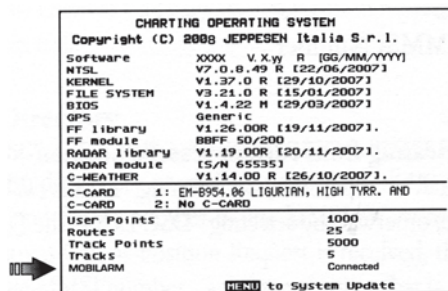 CHARTING OPERATING SYSTEM
Copyright (C) 2008 JEPPESEN Italia S.r.l.
Software XXXX V. X.yy R [GG/MM/YYYY]
NTSL V7.0.8.49 R [22/06/2007]
KERNEL V1.37.0 R [29/10/2007]
FILE SYSTEM V3.21.0 R [15/01/2007]
BIOS V1.4.22 M [29/03/2007]
GPS Generic
FF library V1.26.00R [19/11/2007].
FF module BBFF 50/200
RADAR library V1.19.00R [20/11/2007].
RADAR module [S/N 65535]
C-WEATHER V1.14.00 R [26/10/2007].
C-CARD 1: EM-B954.06 LIGURIAN, HIGH TYRR. AND
C-CARD 2: No C-CARD
User Points 1000
Routes 25
Track Points 5000
Tracks 5
MOBILARM Connected
MENU to System Update